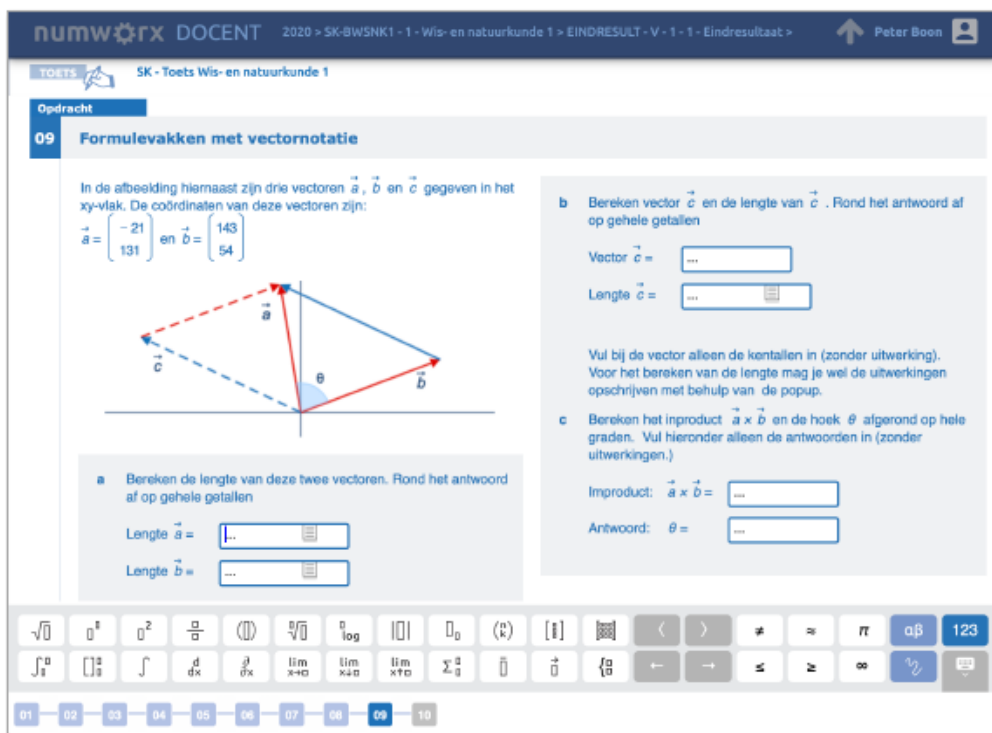 numworx DOCENT 2020 > SK-BWSNK1 - 1 - Wis- en natuurkunde 1 > EINDRESULT - V - 1 - 1 - Eindresultaat > Peter Boon
TOETS SK - Toets Wis- en natuurkunde 1
Opdracht
09 Formulevakken met vectornotatie
In de afbeelding hiernaast zijn drie vectoren a⃗ , b⃗ en c⃗ gegeven in het
xy-vlak. De coördinaten van deze vectoren zijn:
a⃗ = ( -21 131 ) en b⃗ = ( 143 54 )
a⃗
c⃗
θ
b⃗
a Bereken de lengte van deze twee vectoren. Rond het antwoord
af op gehele getallen
Lengte a⃗ = ...
Lengte b⃗ = ...
b Bereken vector c⃗ en de lengte van c⃗ . Rond het antwoord af
op gehele getallen
Vector c⃗ = ...
Lengte c⃗ = ...
Vul bij de vector alleen de kentallen in (zonder uitwerking).
Voor het bereken van de lengte mag je wel de uitwerkingen
opschrijven met behulp van de popup.
c Bereken het inproduct a⃗ × b⃗ en de hoek θ afgerond op hele
graden. Vul hieronder alleen de antwoorden in (zonder
uitwerkingen.)
Improduct: a⃗ × b⃗ = ...
Antwoord: θ = ...
√▯ ▯▯ ▯² ▯/▯ (▯) ∜▯ ▯log |▯| ▯▯ (n k) [▯] ‹ › ≠ ≈ π αβ 123
∫ [▯] ∫ d/dx ∂/∂x lim x→▯ lim x↓▯ lim x↑▯ Σ ▯ ▯⃗ {▯ ← → ≤ ≥ ∞
01 02 03 04 05 06 07 08 09 10